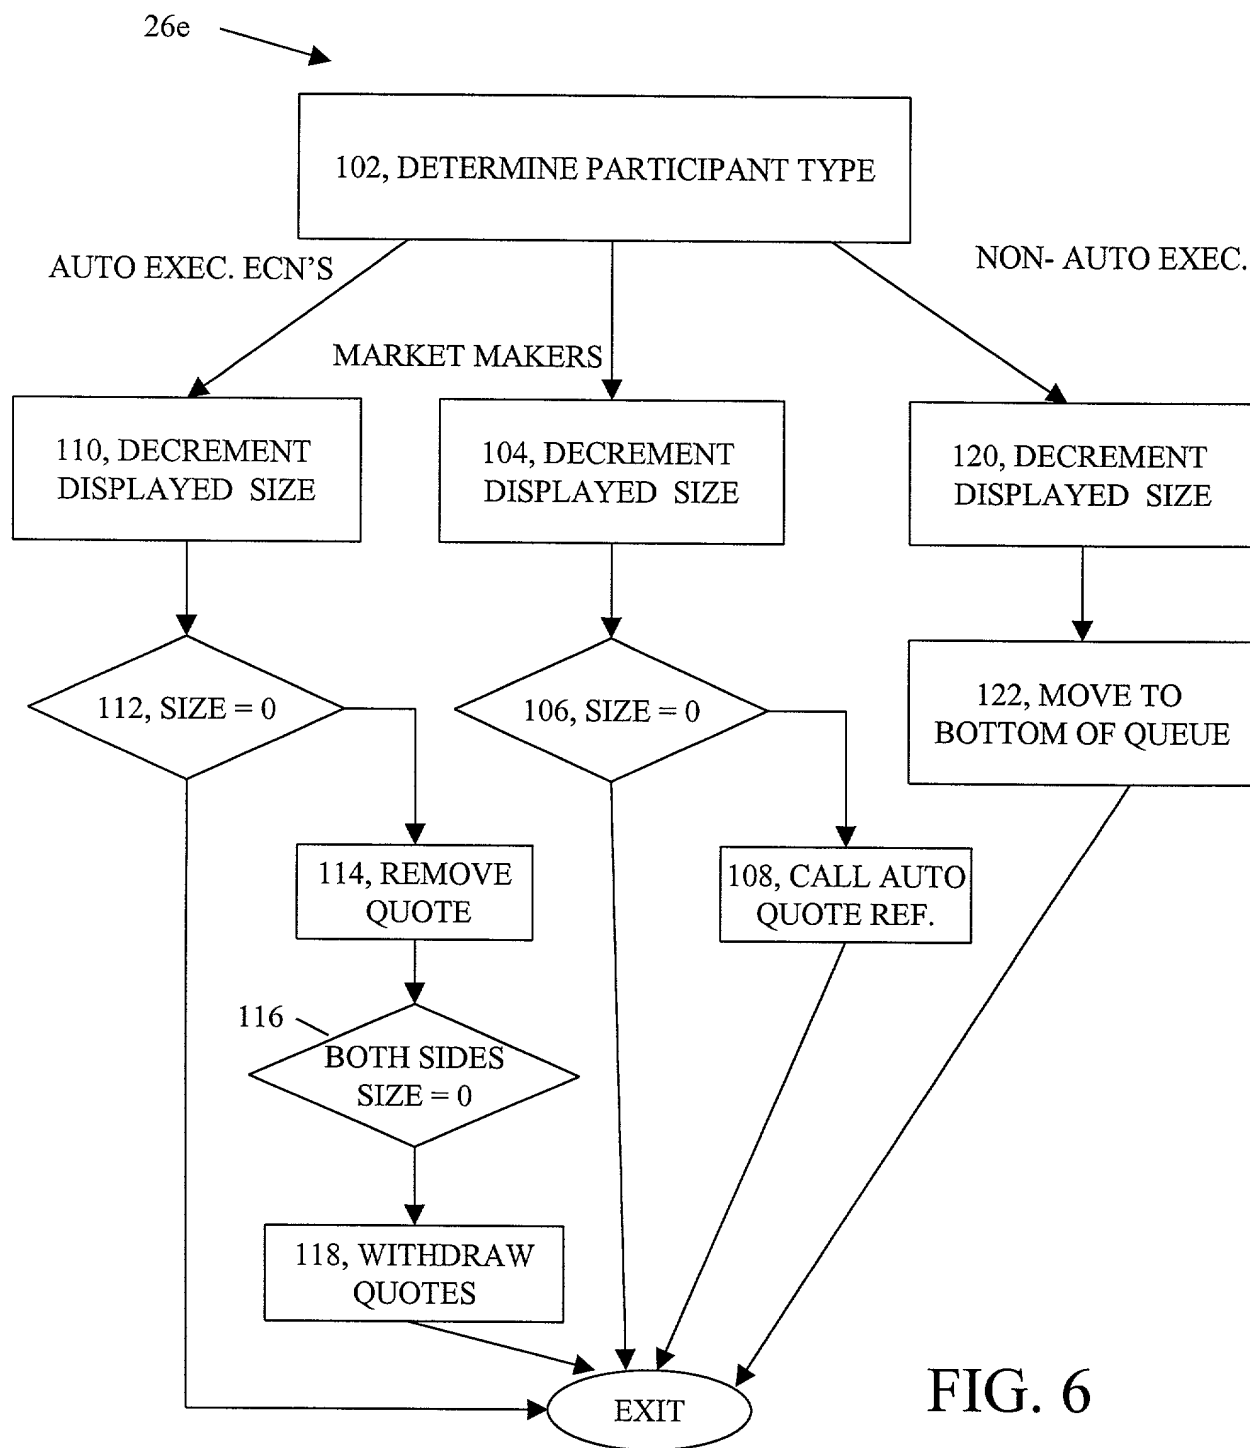 26e
102, DETERMINE PARTICIPANT TYPE
AUTO EXEC. ECN'S
NON- AUTO EXEC.
MARKET MAKERS
110, DECREMENT
DISPLAYED SIZE
104, DECREMENT
DISPLAYED SIZE
120, DECREMENT
DISPLAYED SIZE
112, SIZE = 0
106, SIZE = 0
122, MOVE TO
BOTTOM OF QUEUE
114, REMOVE
QUOTE
108, CALL AUTO
QUOTE REF.
116
BOTH SIDES
SIZE = 0
118, WITHDRAW
QUOTES
EXIT
FIG. 6